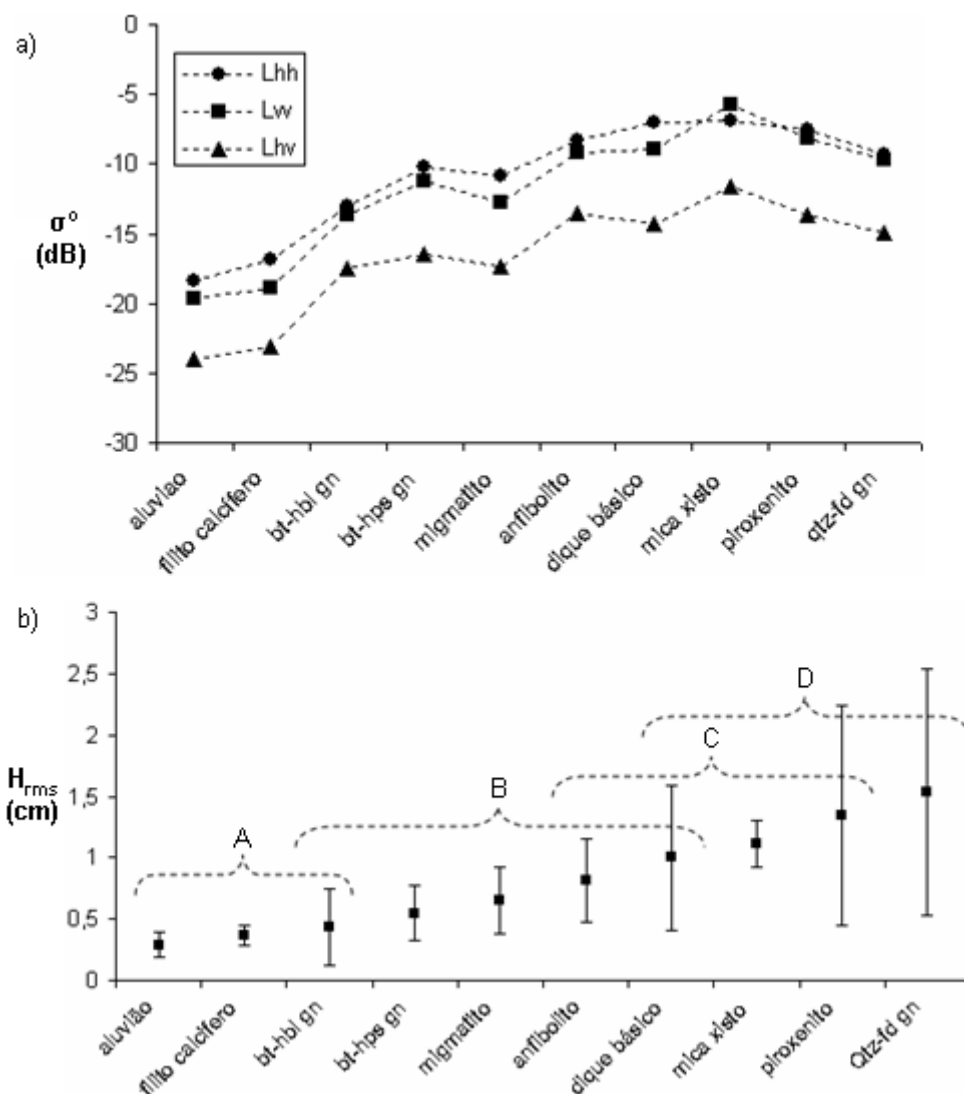 a)
0
-5
-10
-15
-20
-25
-30
σ° (dB)
Lhh
Lvv
Lhv
aluvião
filito calcífero
bt-hbl gn
bt-hps gn
migmatito
anfibolito
dique básico
mica xisto
piroxenito
qtz-fd gn
b)
3
2,5
2
1,5
1
0,5
0
Hrms (cm)
A
B
C
D
aluvião
filito calcífero
bt-hbl gn
bt-hps gn
migmatito
anfibolito
dique básico
mica xisto
piroxenito
Qtz-fd gn